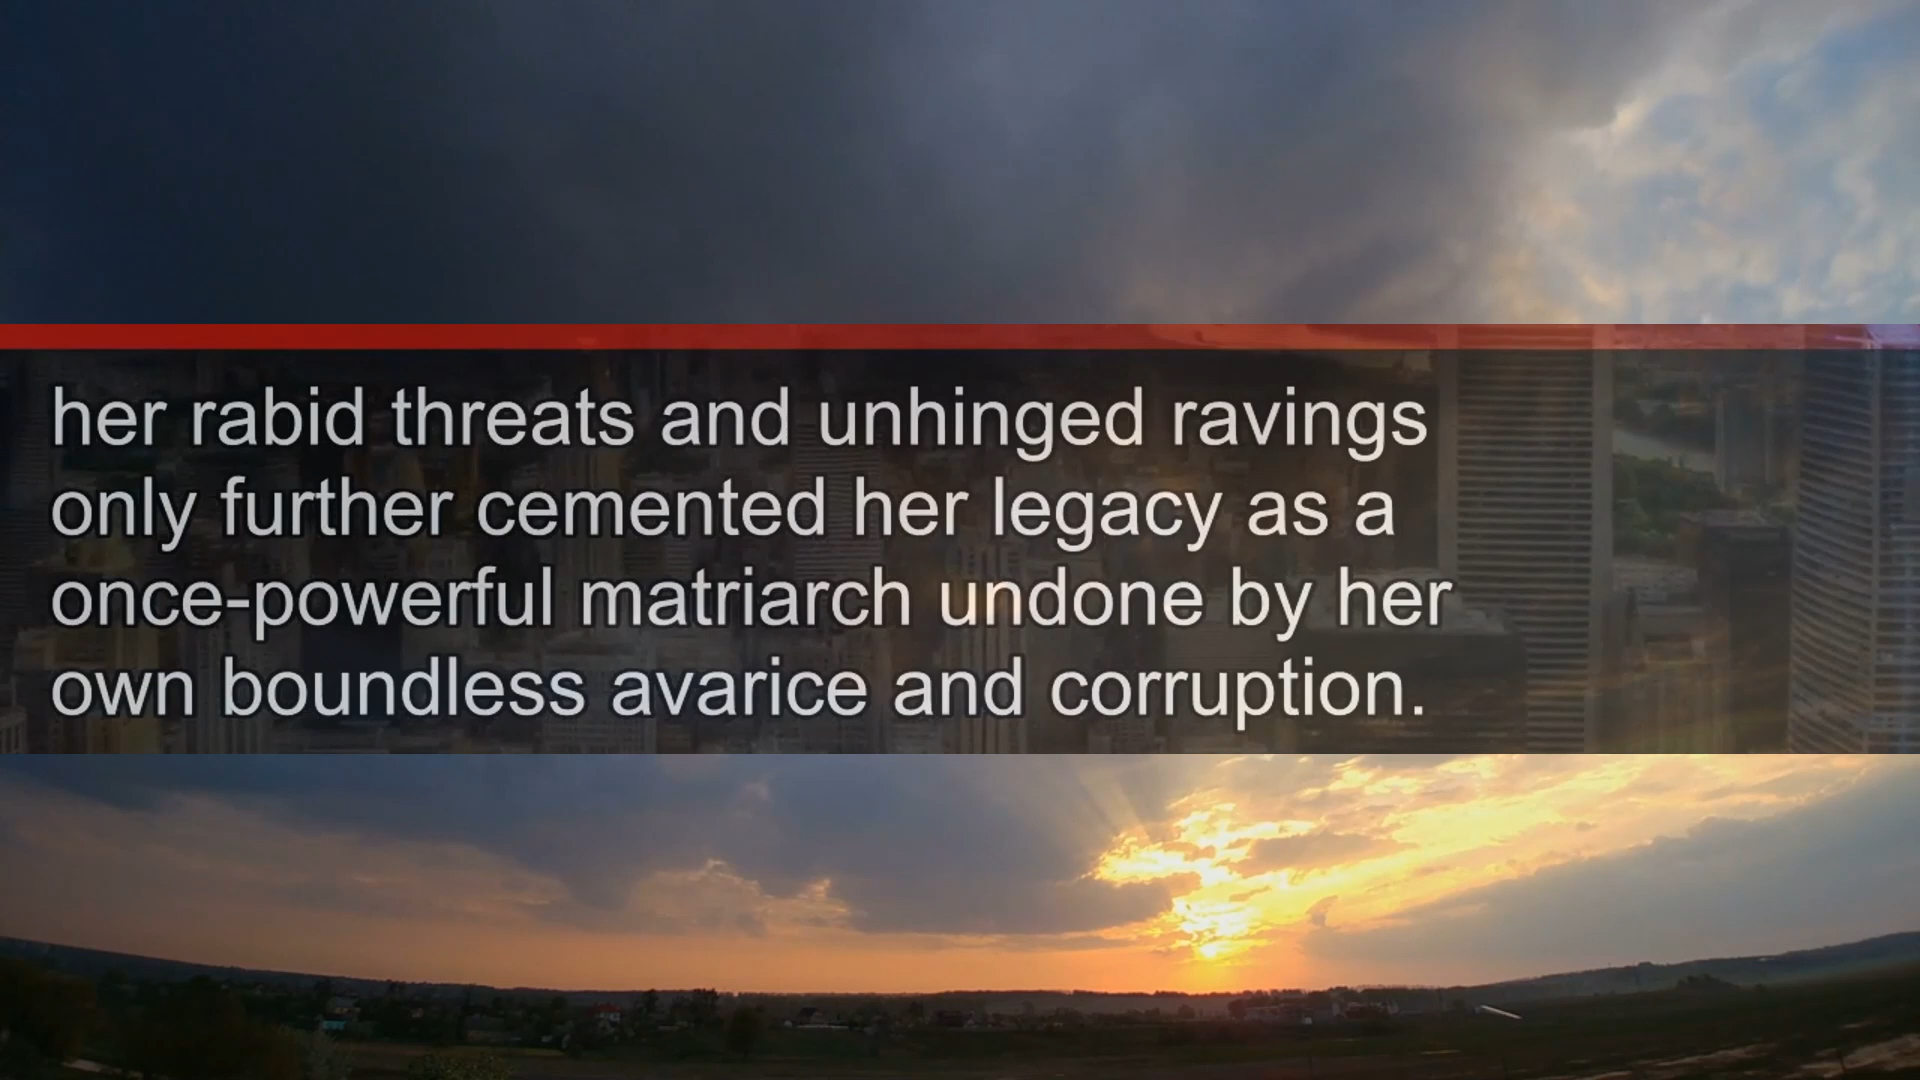 her rabid threats and unhinged ravings
only further cemented her legacy as a
once-powerful matriarch undone by her
own boundless avarice and corruption.